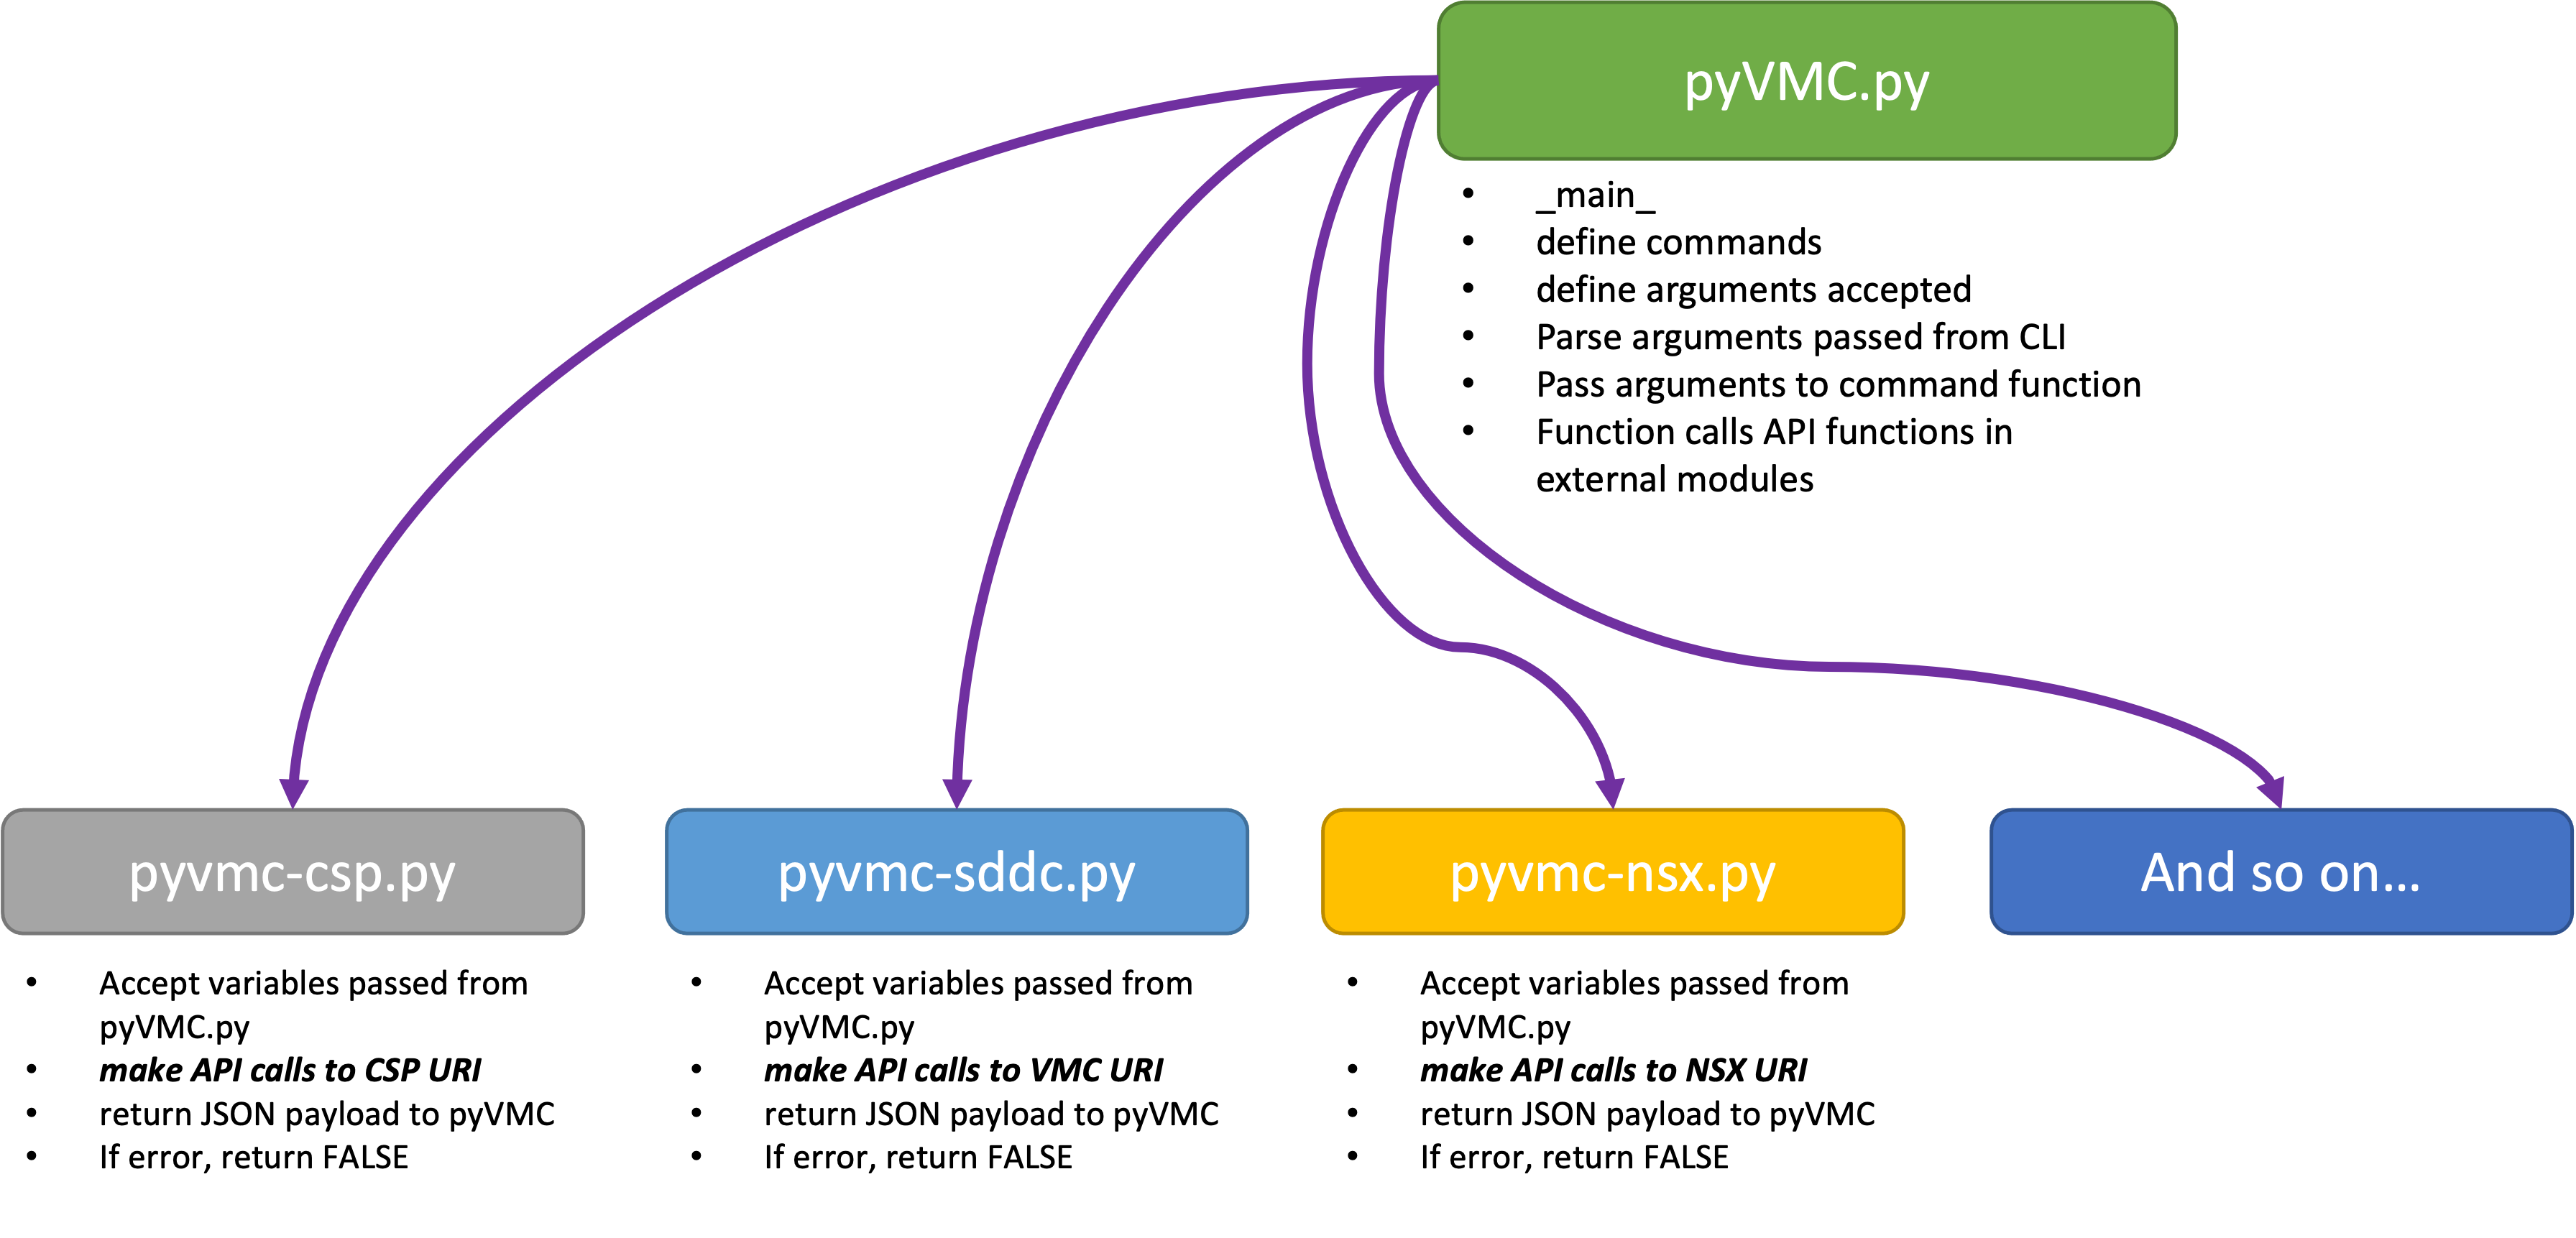 pyVMC.py
• _main_
• define commands
• define arguments accepted
• Parse arguments passed from CLI
• Pass arguments to command function
• Function calls API functions in
external modules
pyvmc-csp.py
• Accept variables passed from
pyVMC.py
• make API calls to CSP URI
• return JSON payload to pyVMC
• If error, return FALSE
pyvmc-sddc.py
• Accept variables passed from
pyVMC.py
• make API calls to VMC URI
• return JSON payload to pyVMC
• If error, return FALSE
pyvmc-nsx.py
• Accept variables passed from
pyVMC.py
• make API calls to NSX URI
• return JSON payload to pyVMC
• If error, return FALSE
And so on...